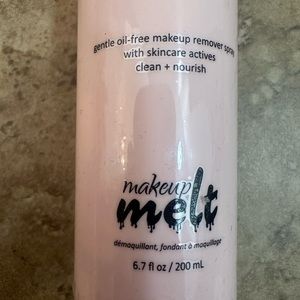 gentle oil-free makeup remover spray
with skincare actives
clean + nourish
makeup
melt
démaquillant, fondant à maquillage
6.7 fl oz / 200 mL